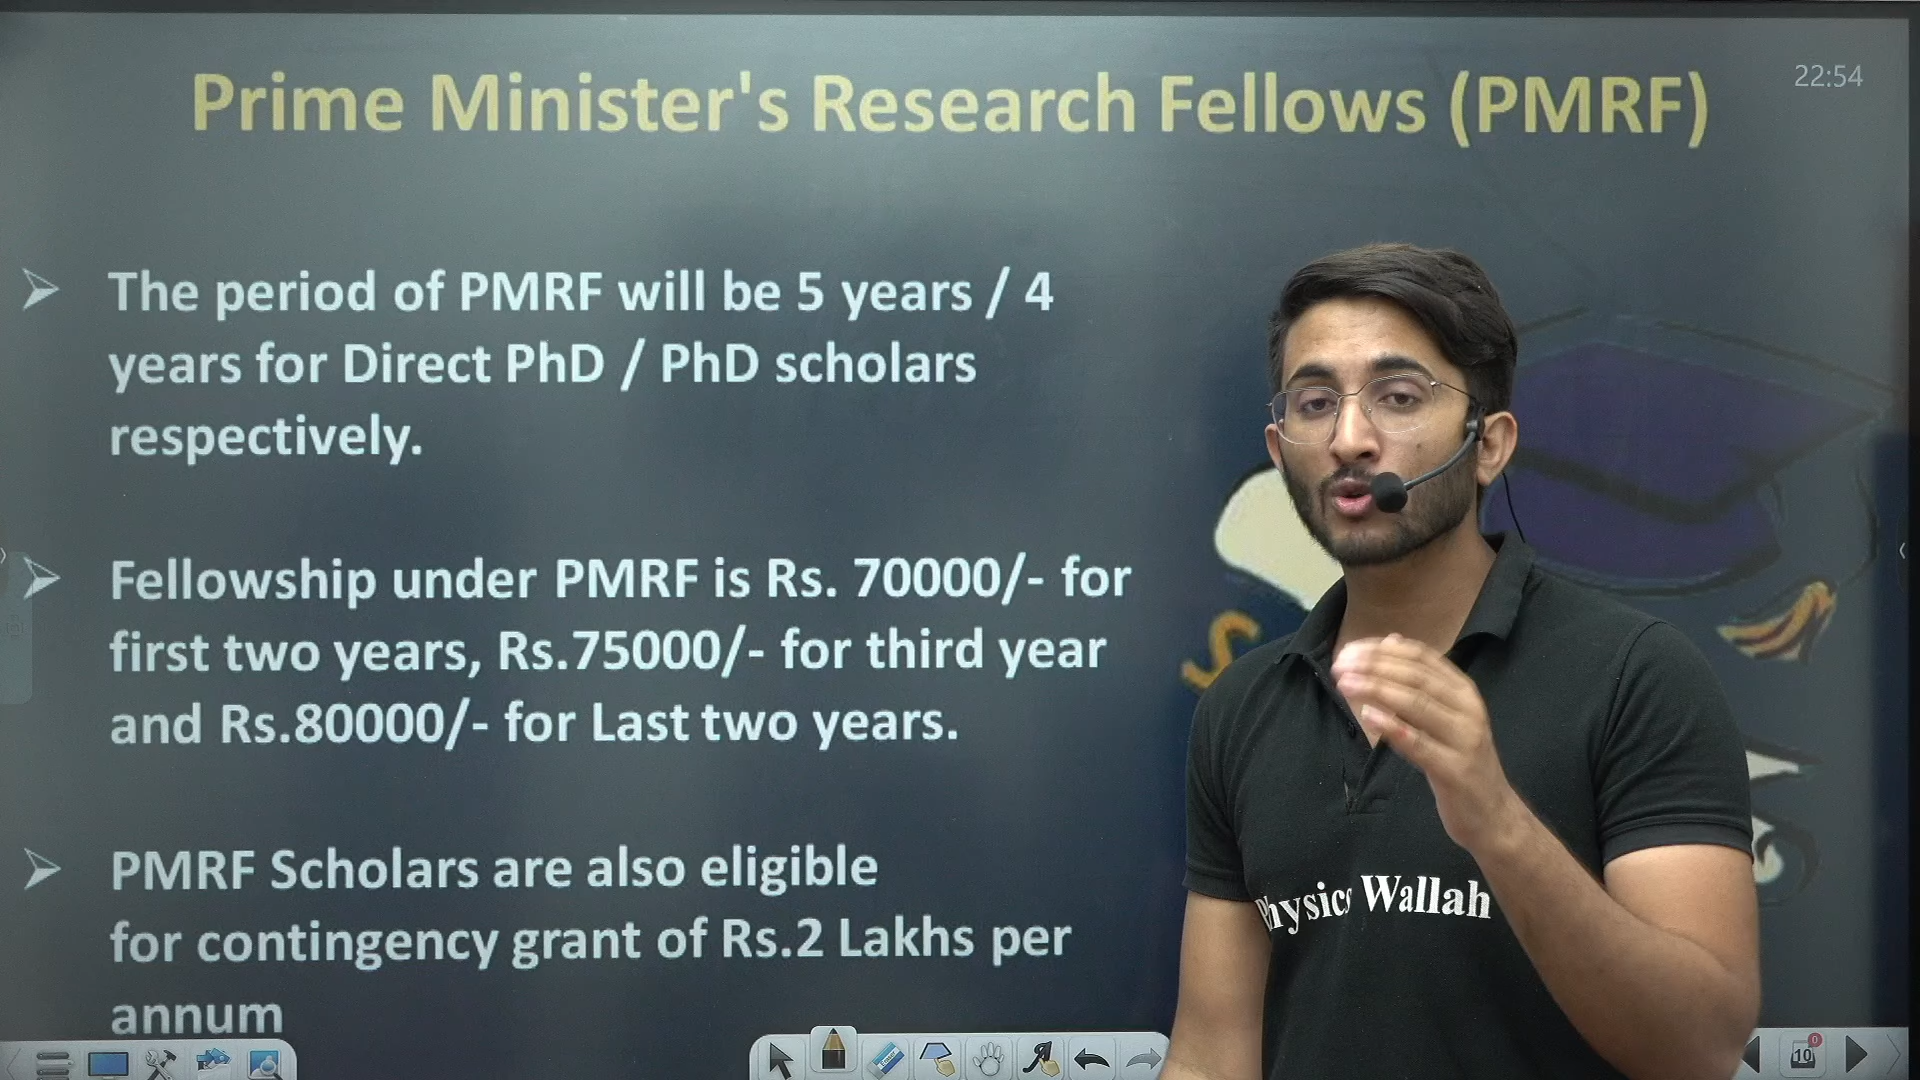 Prime Minister's Research Fellows (PMRF)
22:54
The period of PMRF will be 5 years / 4
years for Direct PhD / PhD scholars
respectively.
Fellowship under PMRF is Rs. 70000/- for
first two years, Rs.75000/- for third year
and Rs.80000/- for Last two years.
PMRF Scholars are also eligible
for contingency grant of Rs.2 Lakhs per
annum
Physics Wallah
10
0